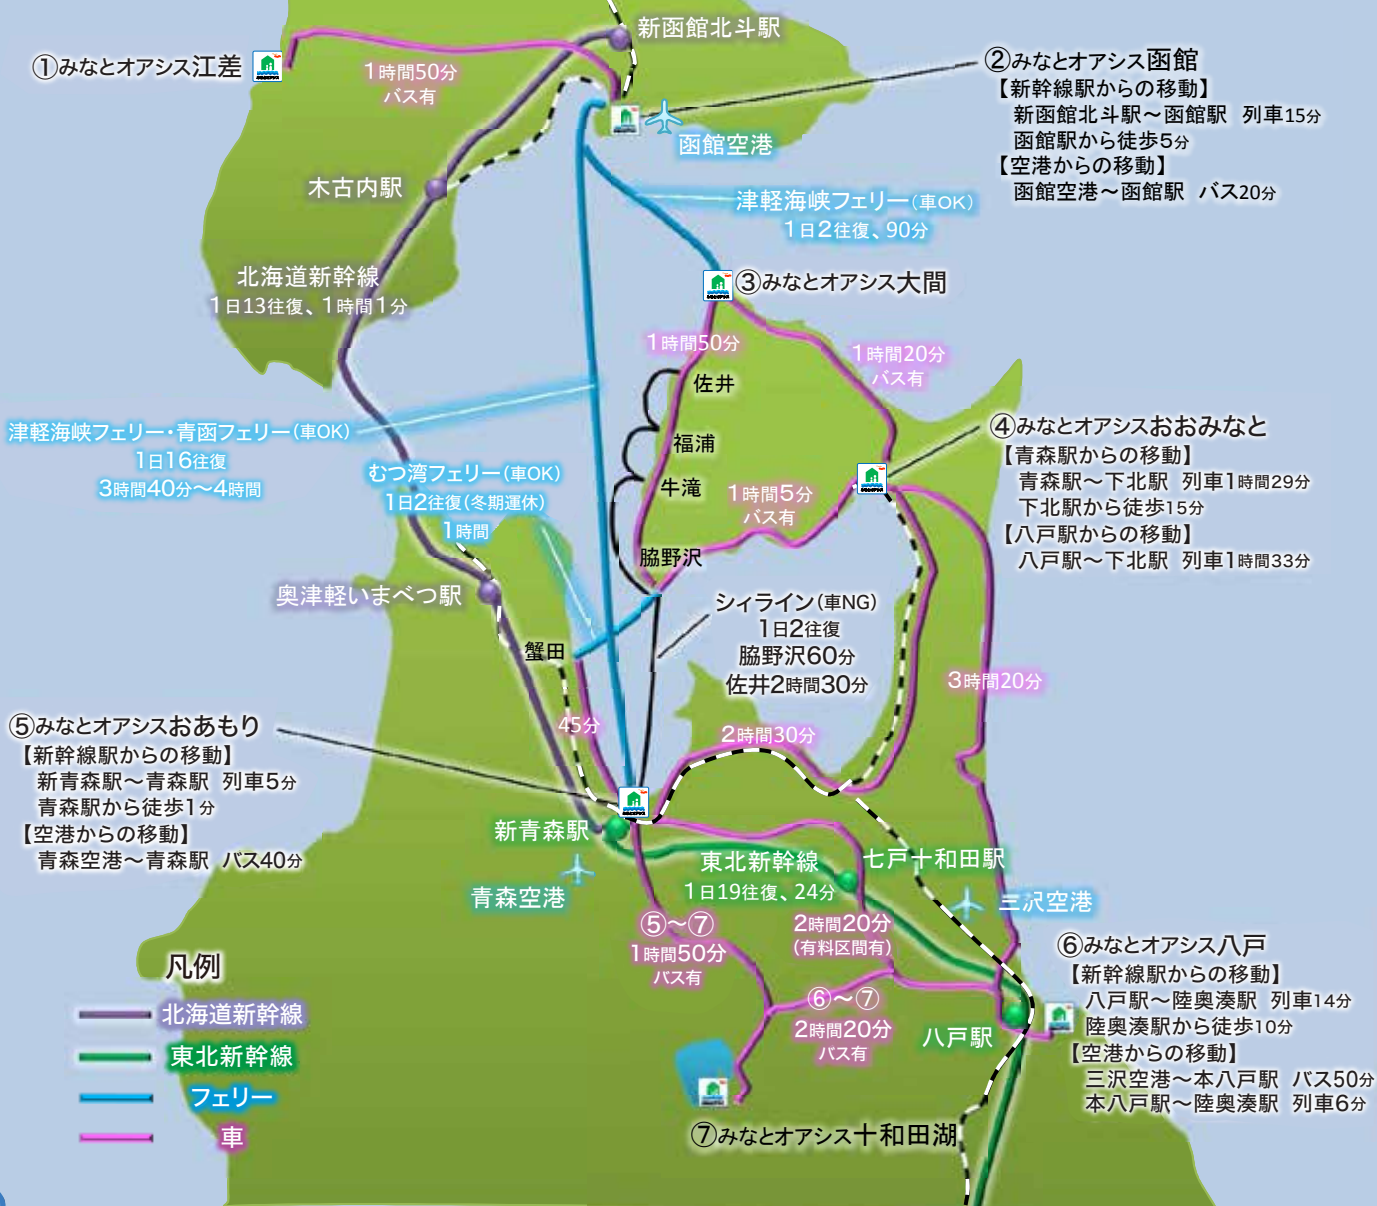 新函館北斗駅
①みなとオアシス江差
1時間50分
バス有
②みなとオアシス函館
【新幹線駅からの移動】
新函館北斗駅～函館駅 列車15分
函館駅から徒歩5分
【空港からの移動】
函館空港～函館駅 バス20分
函館空港
木古内駅
津軽海峡フェリー(車OK)
1日2往復、90分
北海道新幹線
1日13往復、1時間1分
③みなとオアシス大間
1時間50分
1時間20分
バス有
佐井
福浦
牛滝
脇野沢
津軽海峡フェリー・青函フェリー(車OK)
1日16往復
3時間40分～4時間
むつ湾フェリー(車OK)
1日2往復(冬期運休)
1時間
1時間5分
バス有
④みなとオアシスおおみなと
【青森駅からの移動】
青森駅～下北駅 列車1時間29分
下北駅から徒歩15分
【八戸駅からの移動】
八戸駅～下北駅 列車1時間33分
奥津軽いまべつ駅
蟹田
シィライン(車NG)
1日2往復
脇野沢60分
佐井2時間30分
3時間20分
45分
2時間30分
⑤みなとオアシスおあもり
【新幹線駅からの移動】
新青森駅～青森駅 列車5分
青森駅から徒歩1分
【空港からの移動】
青森空港～青森駅 バス40分
新青森駅
青森空港
東北新幹線
1日19往復、24分
七戸十和田駅
三沢空港
⑤～⑦
1時間50分
バス有
2時間20分
(有料区間有)
⑥～⑦
2時間20分
バス有
八戸駅
⑥みなとオアシス八戸
【新幹線駅からの移動】
八戸駅～陸奥湊駅 列車14分
陸奥湊駅から徒歩10分
【空港からの移動】
三沢空港～本八戸駅 バス50分
本八戸駅～陸奥湊駅 列車6分
⑦みなとオアシス十和田湖
凡例
北海道新幹線
東北新幹線
フェリー
車